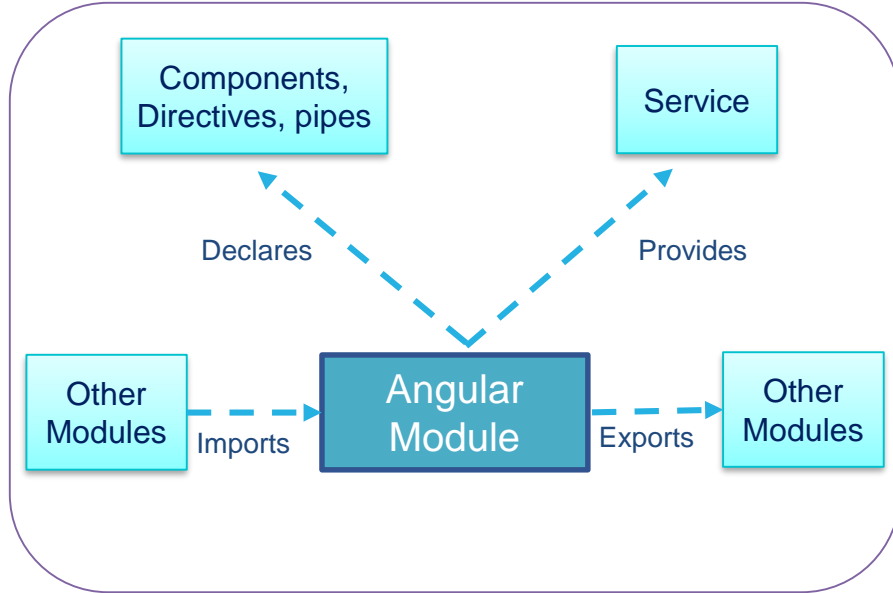 Components,
Directives, pipes
Service
Declares
Provides
Other
Modules
Imports
Angular
Module
Exports
Other
Modules